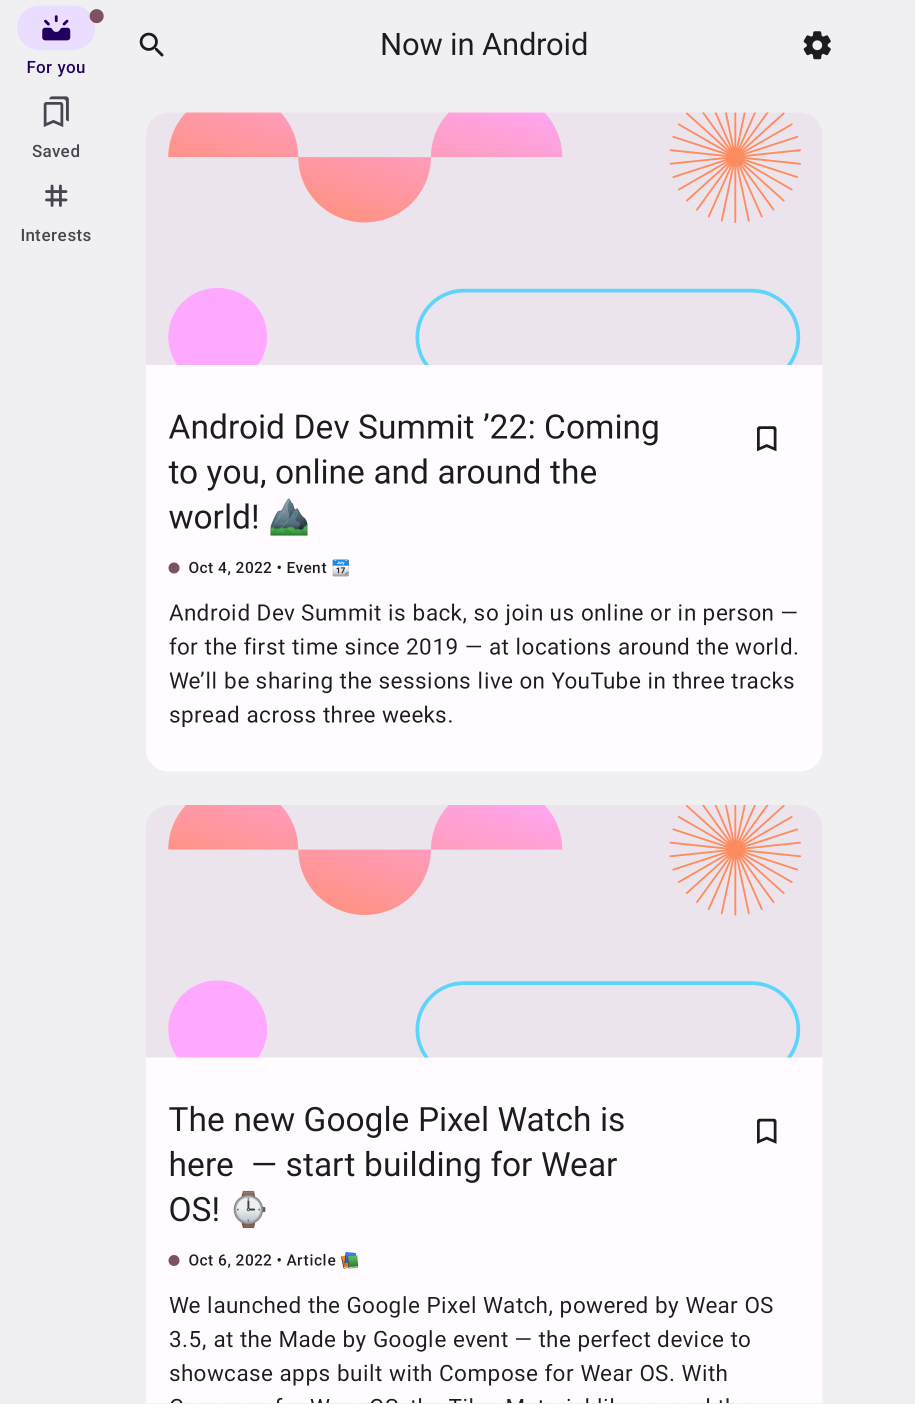 For you
Saved
Interests
Now in Android
Android Dev Summit ’22: Coming
to you, online and around the
world! ⛰️
Oct 4, 2022 • Event 📆
Android Dev Summit is back, so join us online or in person —
for the first time since 2019 — at locations around the world.
We’ll be sharing the sessions live on YouTube in three tracks
spread across three weeks.
The new Google Pixel Watch is
here  — start building for Wear
OS! ⌚
Oct 6, 2022 • Article 📚
We launched the Google Pixel Watch, powered by Wear OS
3.5, at the Made by Google event — the perfect device to
showcase apps built with Compose for Wear OS. With